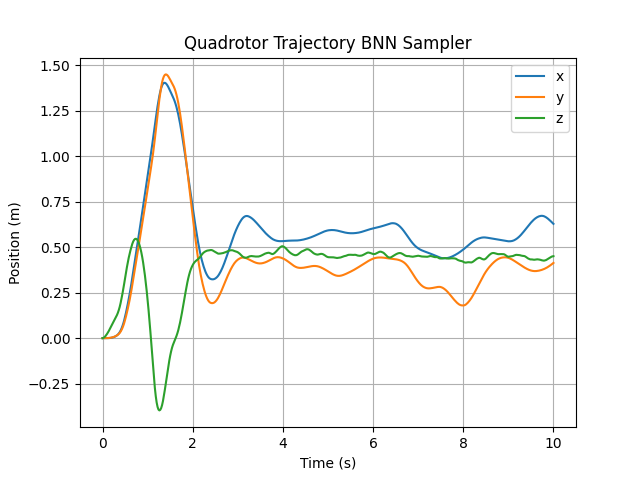 Quadrotor Trajectory BNN Sampler
1.50
1.25
1.00
0.75
0.50
0.25
0.00
−0.25
Position (m)
x
y
z
0
2
4
6
8
10
Time (s)